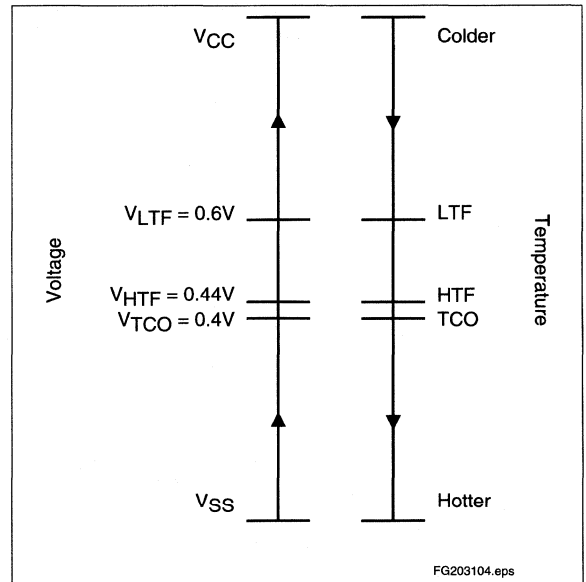 VCC
Colder
VLTF = 0.6V
LTF
Voltage
Temperature
VHTF = 0.44V
HTF
VTCO = 0.4V
TCO
VSS
Hotter
FG203104.eps